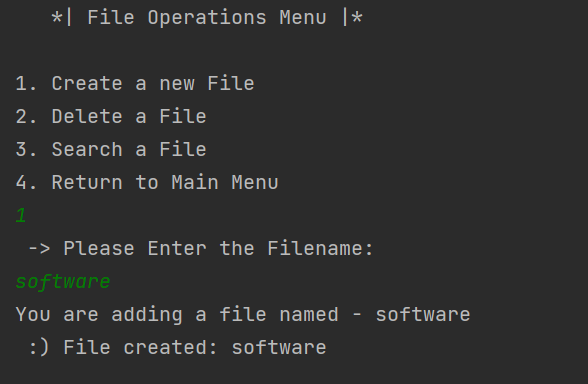 *| File Operations Menu |*
1. Create a new File
2. Delete a File
3. Search a File
4. Return to Main Menu
1
-> Please Enter the Filename:
software
You are adding a file named - software
:) File created: software